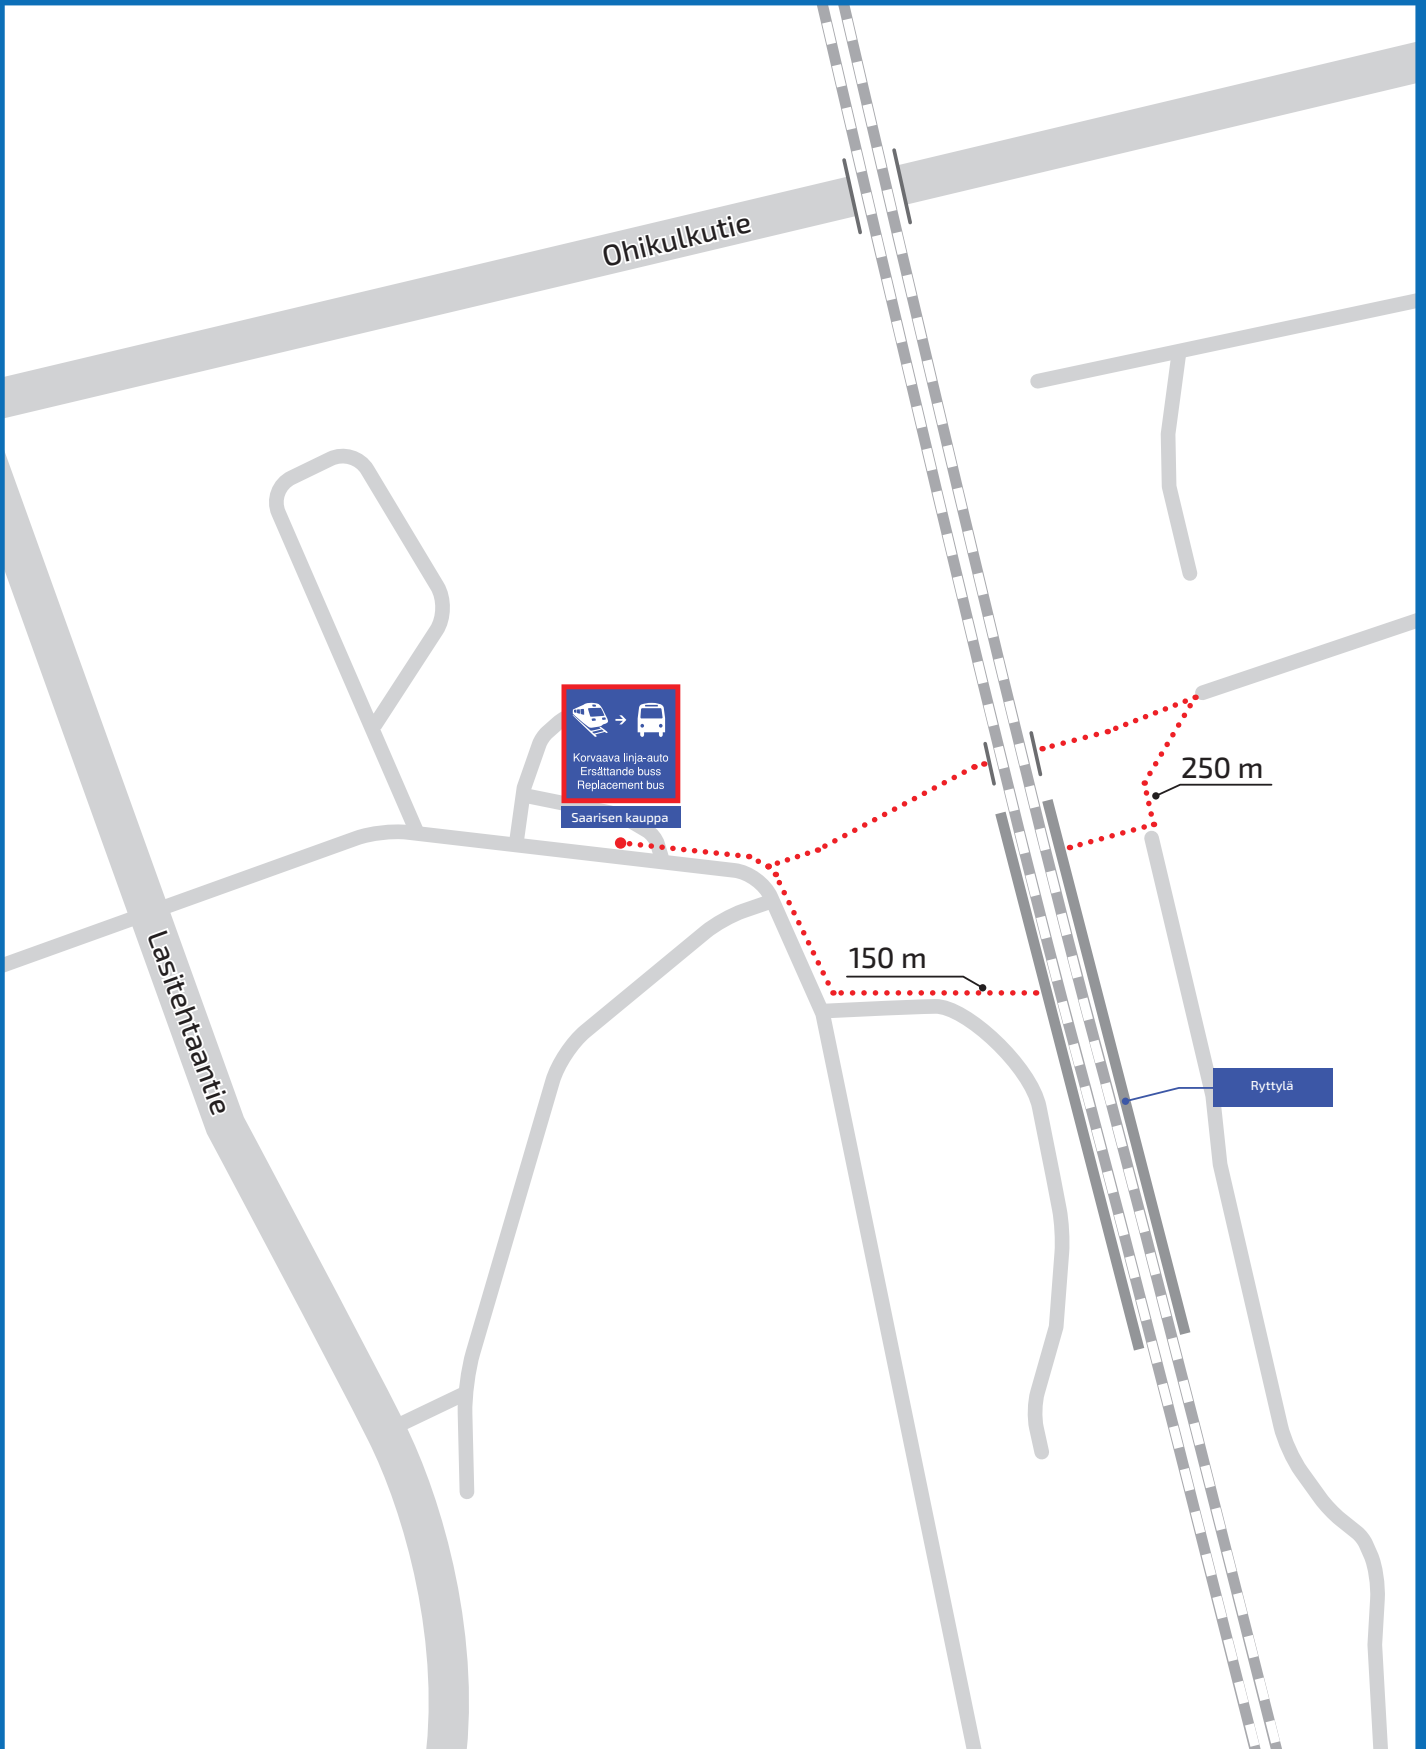 Ohikulkutie
Korvaava linja-auto
Ersättande buss
Replacement bus
Saarisen kauppa
250 m
150 m
Lasitehtaantie
Ryttylä